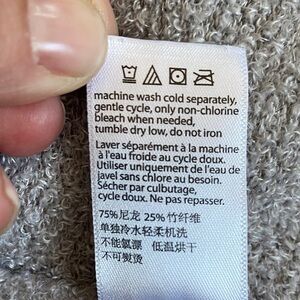 machine wash cold separately,
gentle cycle, only non-chlorine
bleach when needed,
tumble dry low, do not iron
Laver séparément à la machine
à l'eau froide au cycle doux.
Utiliser uniquement de l'eau de
javel sans chlore au besoin.
Sécher par culbutage,
cycle doux. Ne pas repasser.
75%尼龙 25%竹纤维
单独冷水轻柔机洗
不能氯漂 低温烘干
不可熨烫